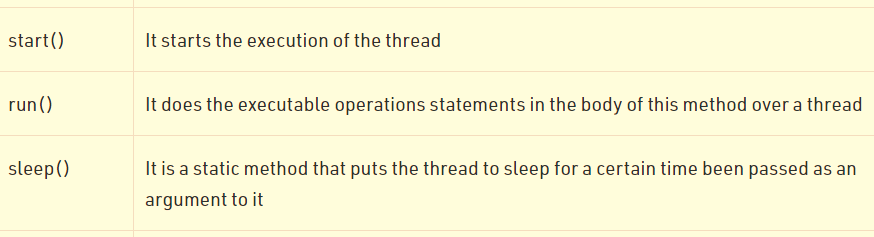 start() It starts the execution of the thread
run() It does the executable operations statements in the body of this method over a thread
sleep() It is a static method that puts the thread to sleep for a certain time been passed as an
argument to it